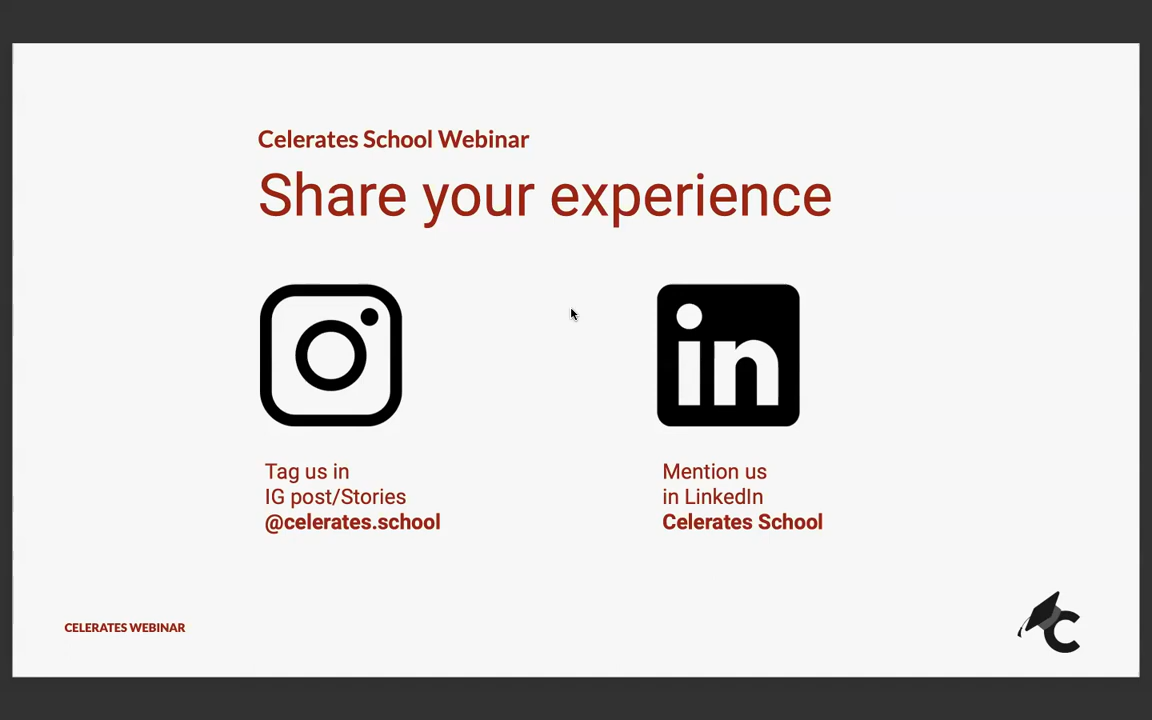 Celerates School Webinar
Share your experience
in
Tag us in
IG post/Stories
@celerates.school
Mention us
in LinkedIn
Celerates School
CELERATES WEBINAR
C